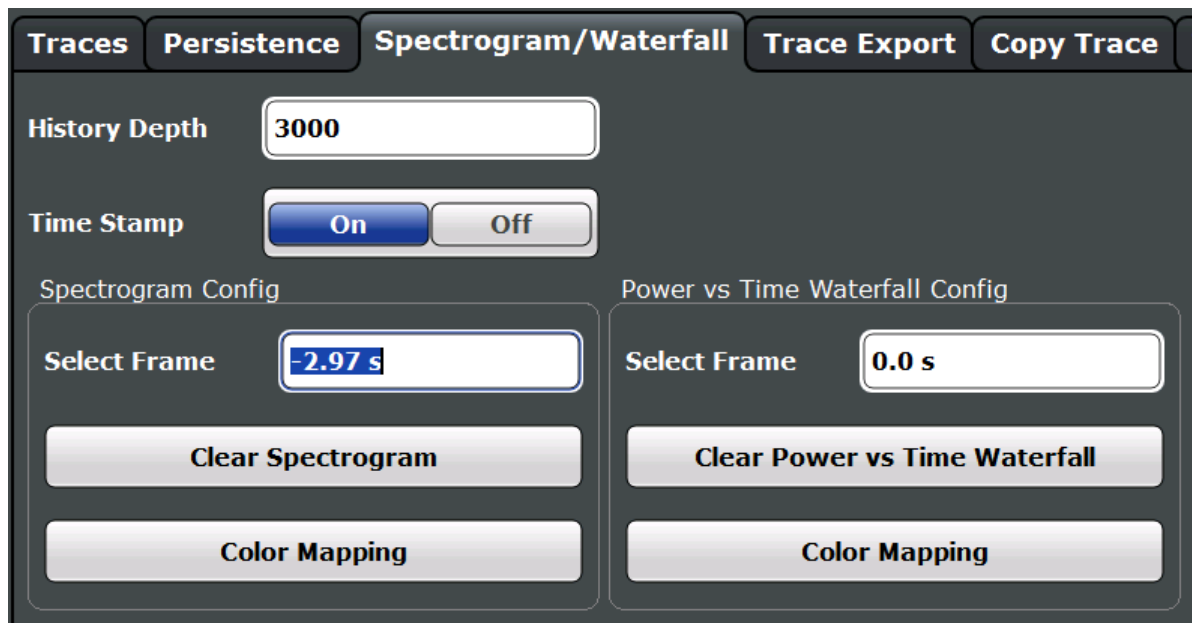 Traces Persistence Spectrogram/Waterfall Trace Export Copy Trace
History Depth 3000
Time Stamp On Off
Spectrogram Config Power vs Time Waterfall Config
Select Frame -2.97 s Select Frame 0.0 s
Clear Spectrogram Clear Power vs Time Waterfall
Color Mapping Color Mapping